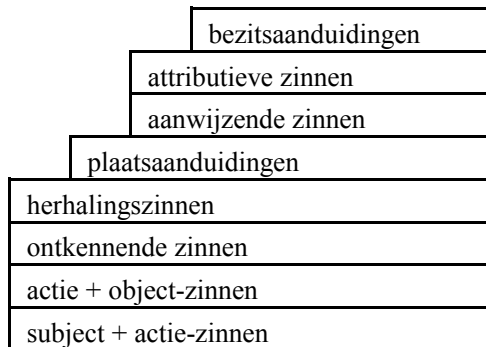 bezitsaanduidingen
attributieve zinnen
aanwijzende zinnen
plaatsaanduidingen
herhalingszinnen
ontkennende zinnen
actie + object-zinnen
subject + actie-zinnen